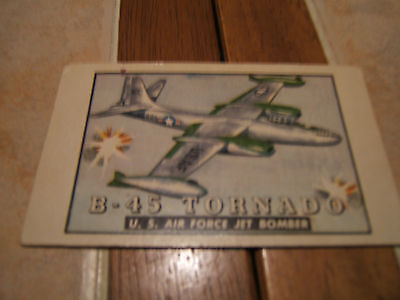 B-45 TORNADO
U. S. AIR FORCE JET BOMBER